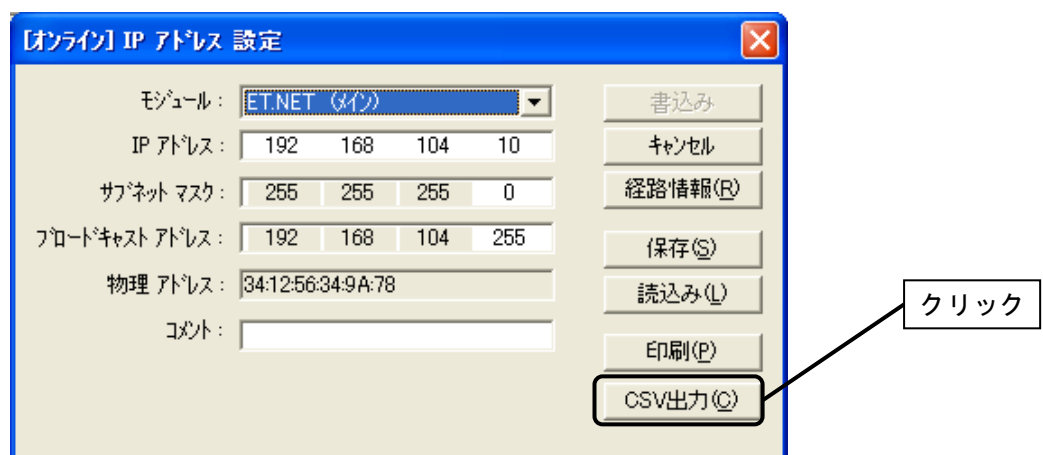 [オンライン] IP アドレス 設定
モジュール： ET.NET （メイン）
IP アドレス： 192 168 104 10
サブネット マスク： 255 255 255 0
ブロードキャスト アドレス： 192 168 104 255
物理 アドレス： 34:12:56:34:9A:78
コメント：
書込み
キャンセル
経路情報(R)
保存(S)
読込み(L)
印刷(P)
CSV出力(C)
クリック